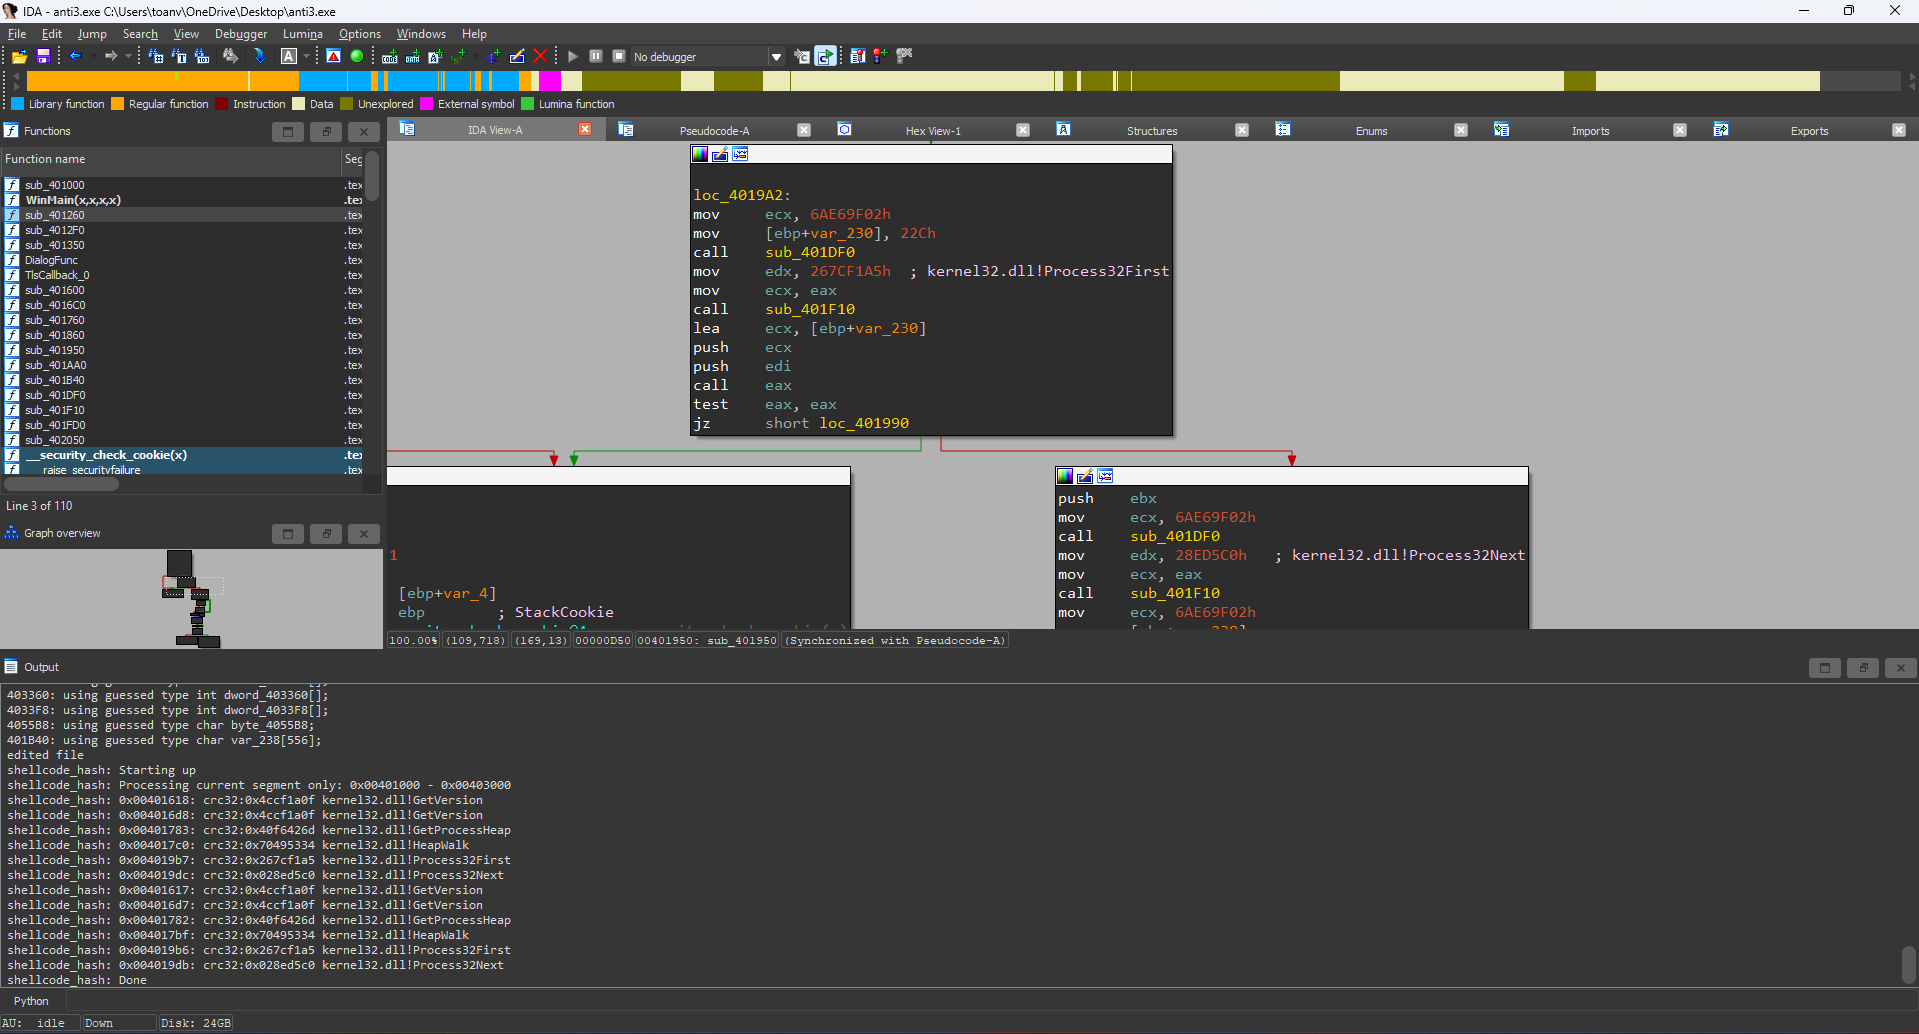 IDA - anti3.exe C:\Users\toanv\OneDrive\Desktop\anti3.exe
File Edit Jump Search View Debugger Lumina Options Windows Help
No debugger
Library function Regular function Instruction Data Unexplored External symbol Lumina function
Functions
IDA View-A Pseudocode-A Hex View-1 Structures Enums Imports Exports
Function name Seg
sub_401000 .tex
WinMain(x,x,x,x) .tex
sub_401260 .tex
sub_4012F0 .tex
sub_401350 .tex
DialogFunc .tex
TlsCallback_0 .tex
sub_401600 .tex
sub_4016C0 .tex
sub_401760 .tex
sub_401860 .tex
sub_401950 .tex
sub_401AA0 .tex
sub_401B40 .tex
sub_401DF0 .tex
sub_401F10 .tex
sub_401FD0 .tex
sub_402050 .tex
__security_check_cookie(x) .tex
raise_securityfailure .tex
Line 3 of 110
Graph overview
loc_4019A2:
mov ecx, 6AE69F02h
mov [ebp+var_230], 22Ch
call sub_401DF0
mov edx, 267CF1A5h ; kernel32.dll!Process32First
mov ecx, eax
call sub_401F10
lea ecx, [ebp+var_230]
push ecx
push edi
call eax
test eax, eax
jz short loc_401990
1
[ebp+var_4]
ebp ; StackCookie
push ebx
mov ecx, 6AE69F02h
call sub_401DF0
mov edx, 28ED5C0h ; kernel32.dll!Process32Next
mov ecx, eax
call sub_401F10
mov ecx, 6AE69F02h
100.00% (109,718) (169,13) 00000D50 00401950: sub_401950 (Synchronized with Pseudocode-A)
Output
403360: using guessed type int dword_403360[];
4033F8: using guessed type int dword_4033F8[];
4055B8: using guessed type char byte_4055B8;
401B40: using guessed type char var_238[556];
edited file
shellcode_hash: Starting up
shellcode_hash: Processing current segment only: 0x00401000 - 0x00403000
shellcode_hash: 0x00401618: crc32:0x4ccf1a0f kernel32.dll!GetVersion
shellcode_hash: 0x004016d8: crc32:0x4ccf1a0f kernel32.dll!GetVersion
shellcode_hash: 0x00401783: crc32:0x40f6426d kernel32.dll!GetProcessHeap
shellcode_hash: 0x004017c0: crc32:0x70495334 kernel32.dll!HeapWalk
shellcode_hash: 0x004019b7: crc32:0x267cf1a5 kernel32.dll!Process32First
shellcode_hash: 0x004019dc: crc32:0x028ed5c0 kernel32.dll!Process32Next
shellcode_hash: 0x00401617: crc32:0x4ccf1a0f kernel32.dll!GetVersion
shellcode_hash: 0x004016d7: crc32:0x4ccf1a0f kernel32.dll!GetVersion
shellcode_hash: 0x00401782: crc32:0x40f6426d kernel32.dll!GetProcessHeap
shellcode_hash: 0x004017bf: crc32:0x70495334 kernel32.dll!HeapWalk
shellcode_hash: 0x004019b6: crc32:0x267cf1a5 kernel32.dll!Process32First
shellcode_hash: 0x004019db: crc32:0x028ed5c0 kernel32.dll!Process32Next
shellcode_hash: Done
Python
AU: idle Down Disk: 24GB